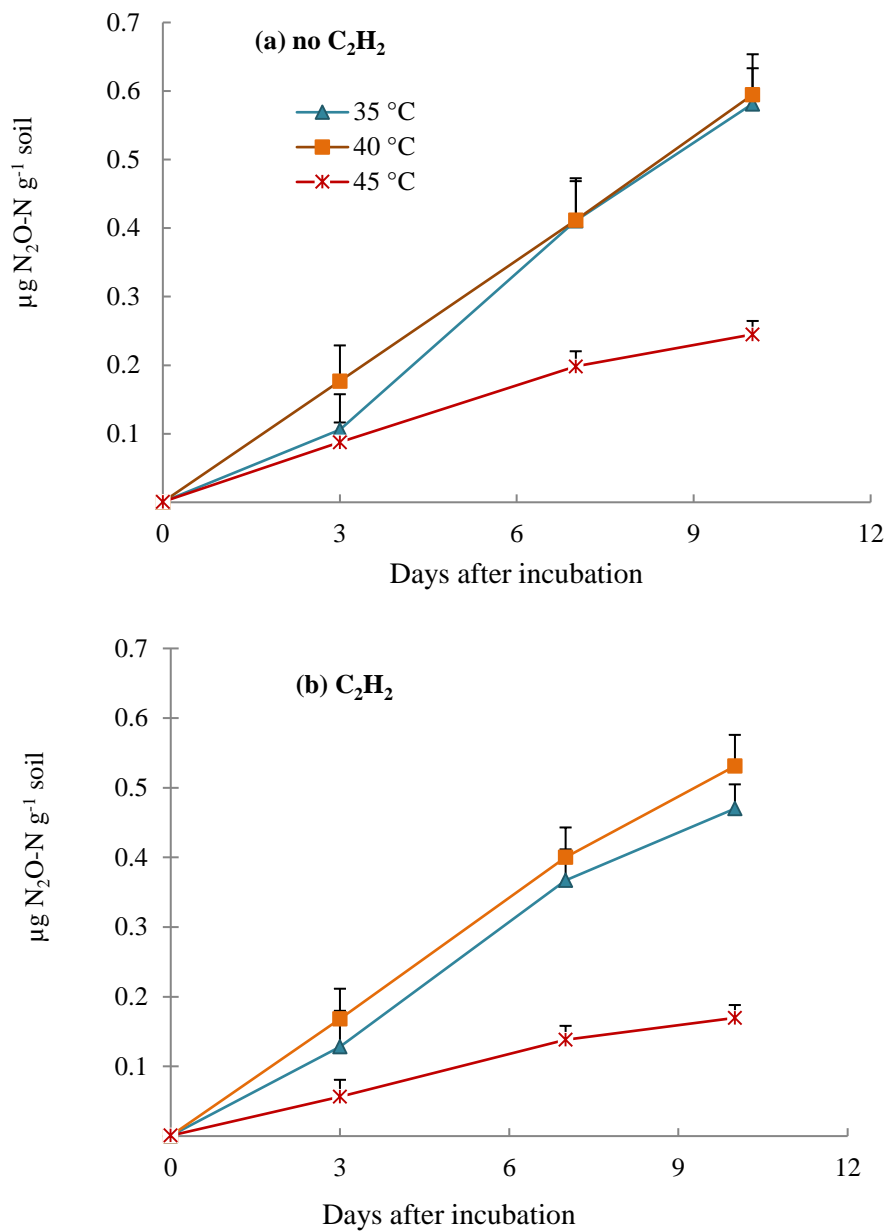 0.7
(a) no C₂H₂
0.6
35 °C
40 °C
0.5
45 °C
0.4
0.3
0.2
0.1
µg N₂O-N g⁻¹ soil
0 3 6 9 12
Days after incubation
0.7
(b) C₂H₂
0.6
0.5
0.4
0.3
0.2
0.1
µg N₂O-N g⁻¹ soil
0 3 6 9 12
Days after incubation